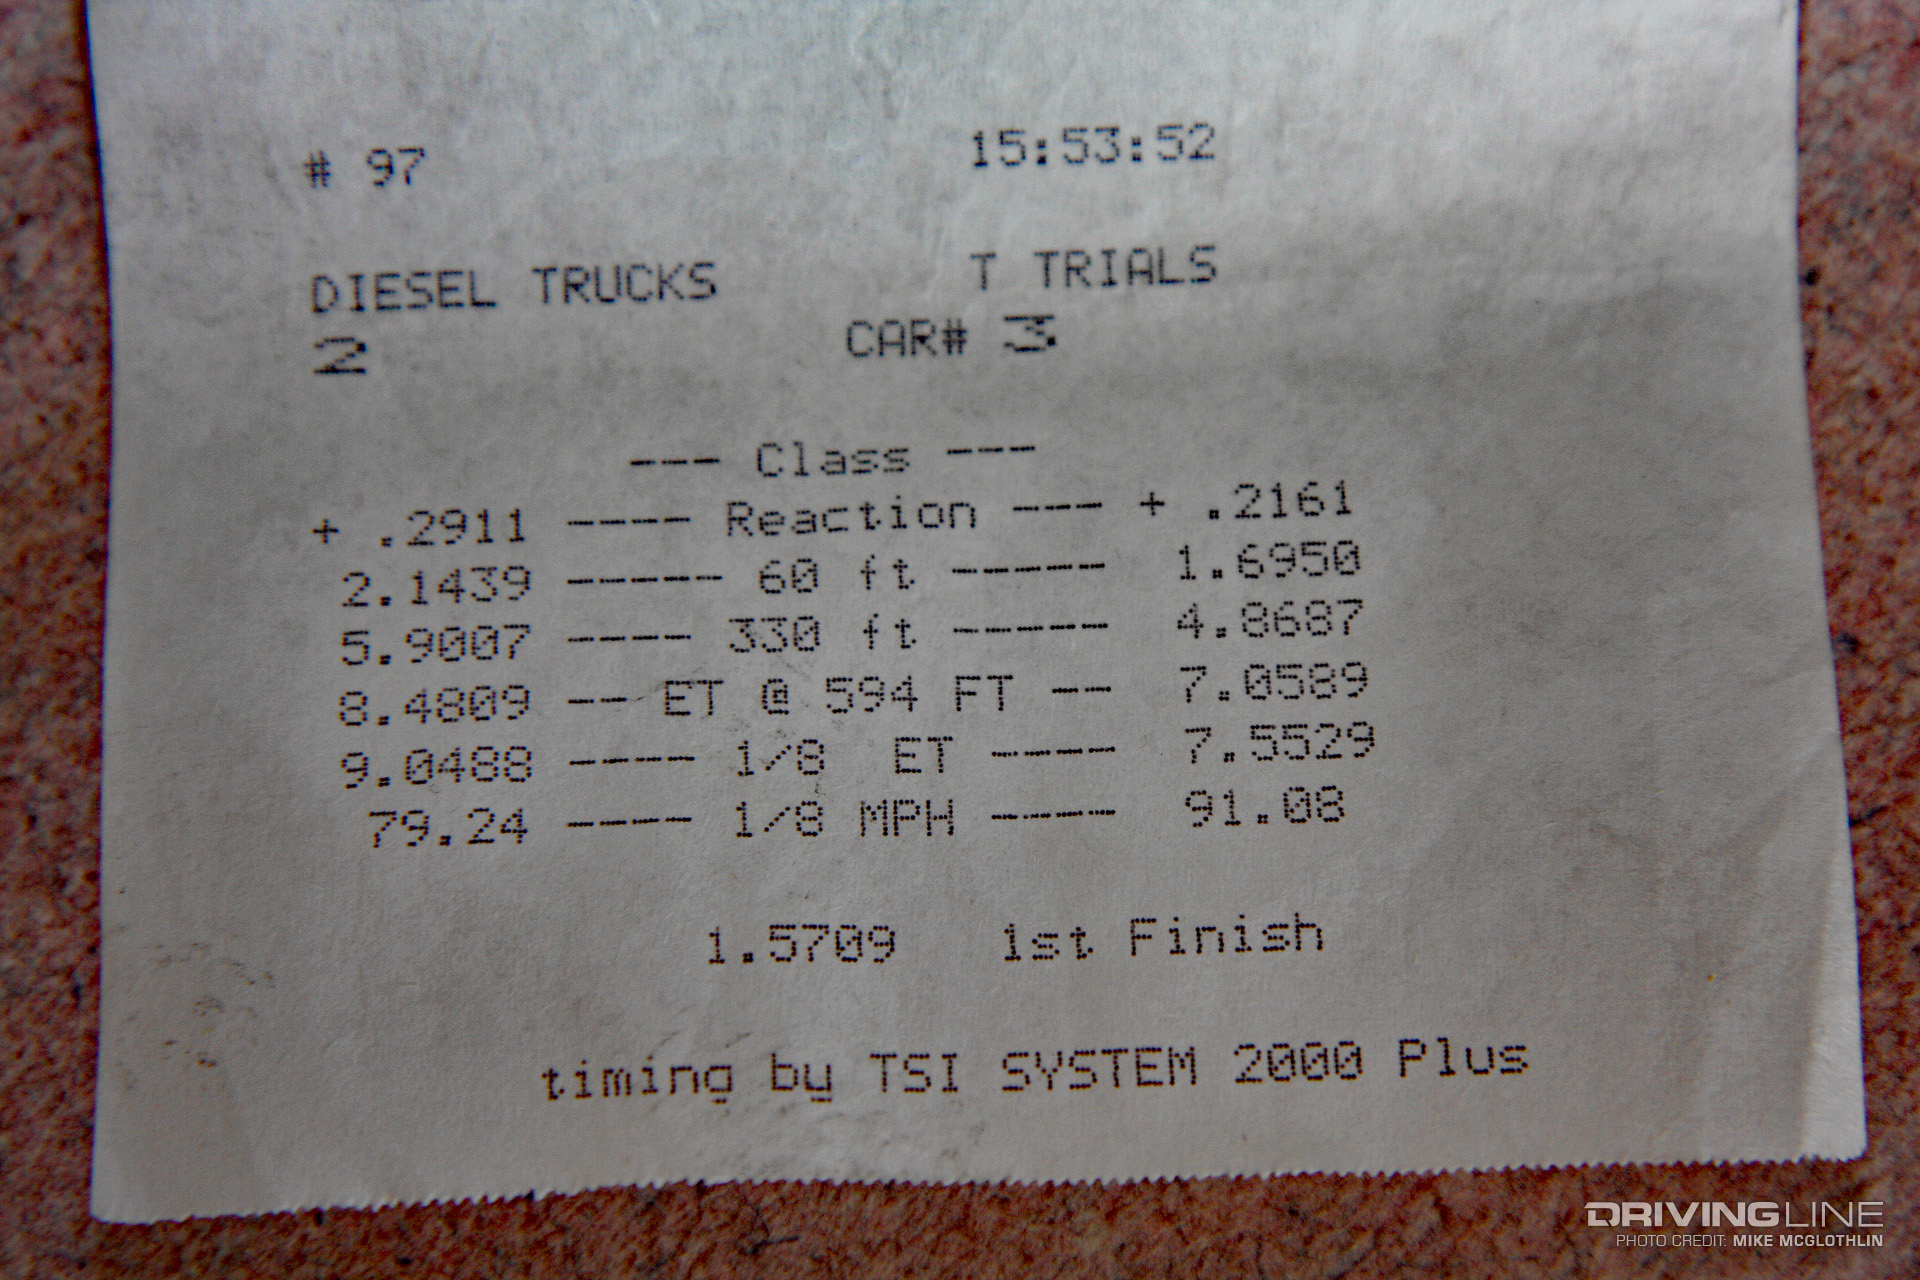 # 97 15:53:52
DIESEL TRUCKS T TRIALS
2 CAR# 3
--- Class ---
+ .2911 ---- Reaction --- + .2161
2.1439 ----- 60 ft ----- 1.6950
5.9007 ---- 330 ft ----- 4.8687
8.4809 -- ET @ 594 FT -- 7.0589
9.0488 ---- 1/8 ET ---- 7.5529
79.24 ---- 1/8 MPH ---- 91.08
1.5709 1st Finish
timing by TSI SYSTEM 2000 Plus
DRIVINGLINE
PHOTO CREDIT: MIKE MCGLOTHLIN